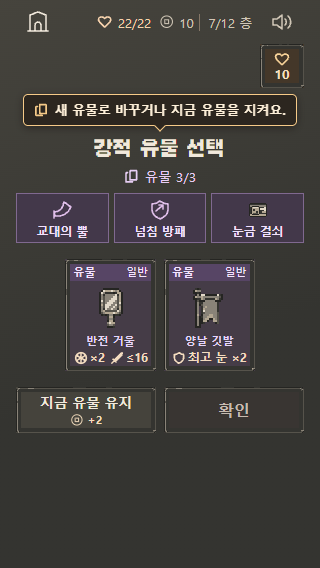 22/22 10 7/12 층
10
새 유물로 바꾸거나 지금 유물을 지켜요.
강적 유물 선택
유물 3/3
교대의 뿔 넘침 방패 눈금 걸쇠
유물 일반 유물 일반
반전 거울 양날 깃발
×2 ≤16 최고 눈 ×2
지금 유물 유지 확인
+2